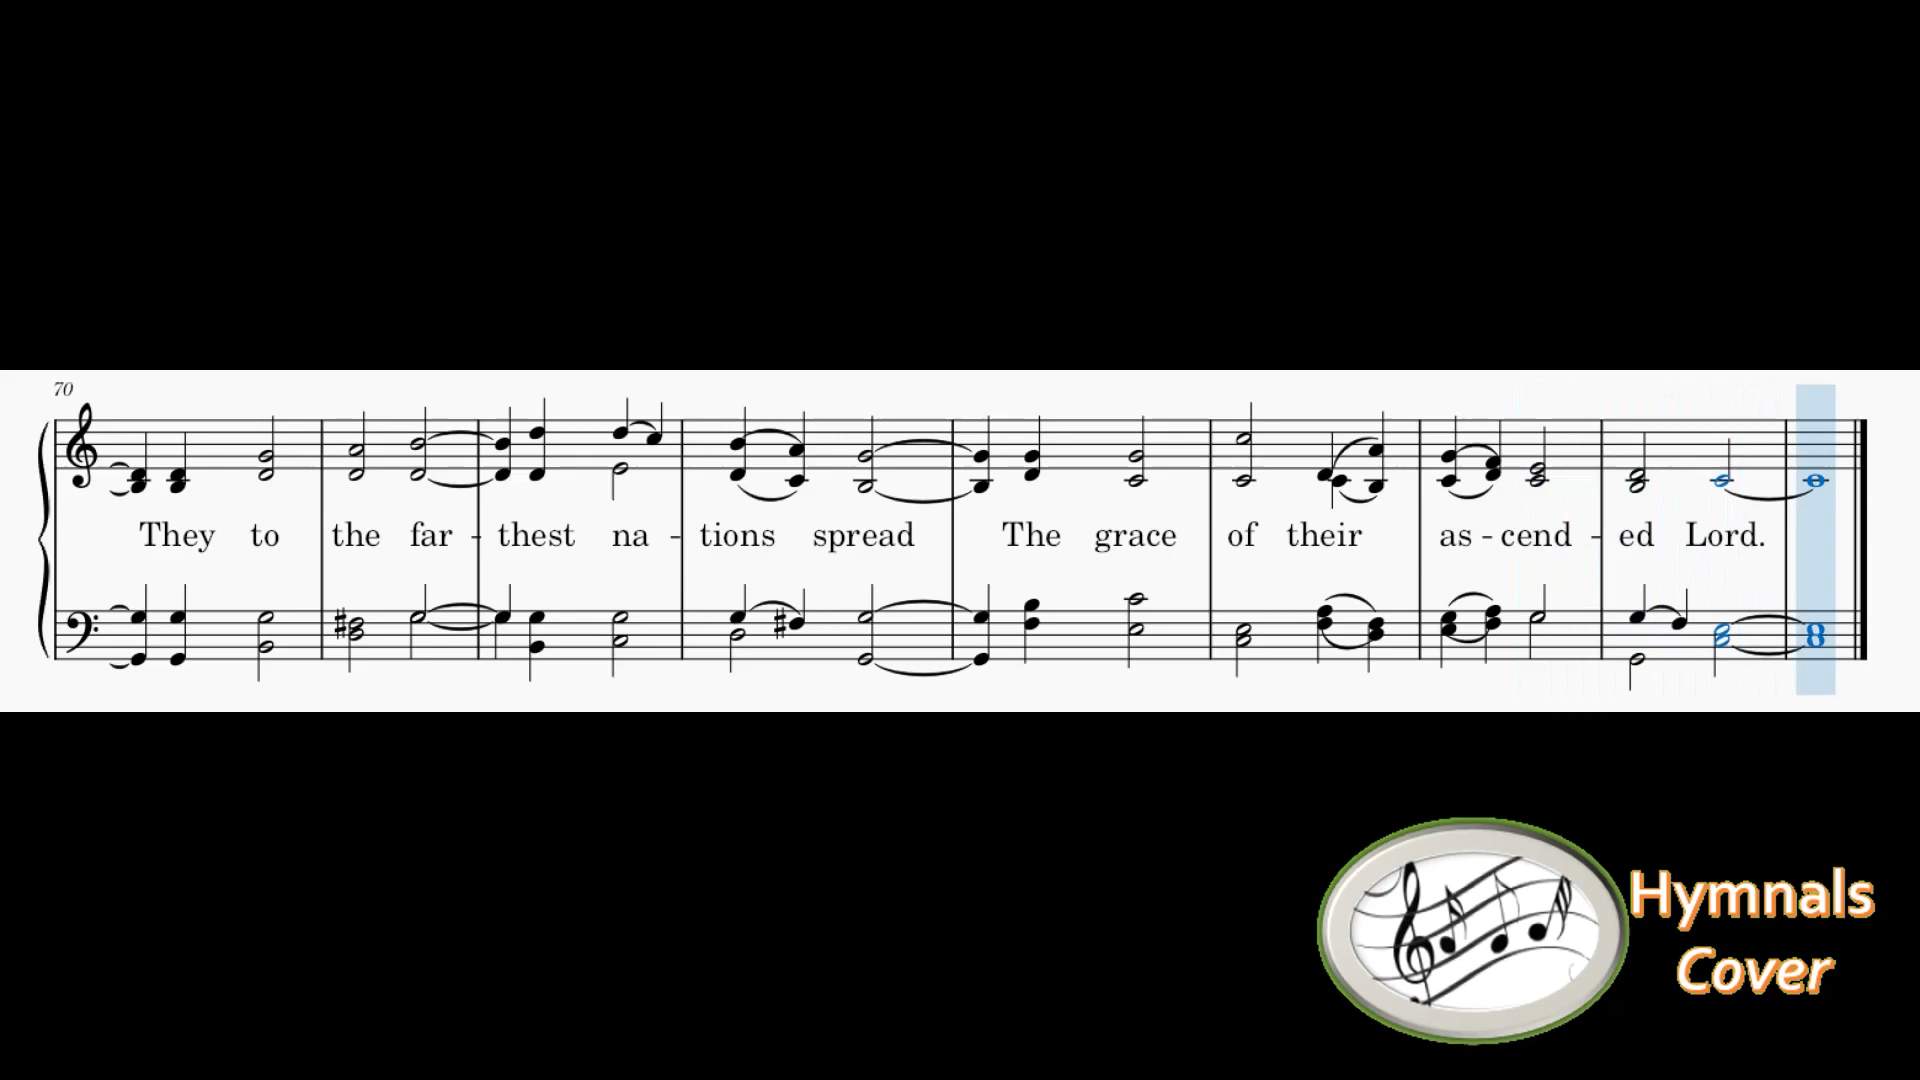 70
They to the far - thest na - tions spread The grace of their as - cend - ed Lord.
Hymnals
Cover